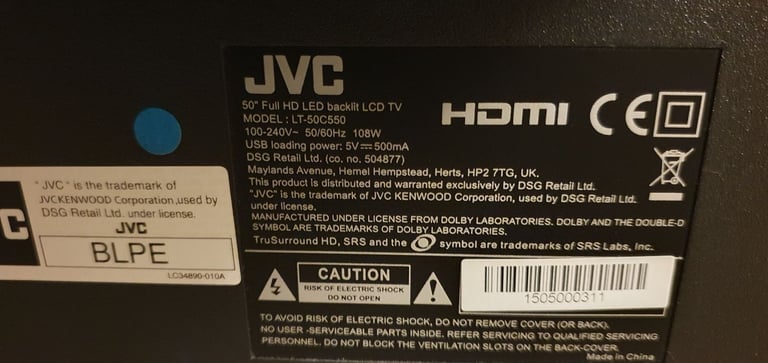 JVC
50" Full HD LED backlit LCD TV
MODEL : LT-50C550
100-240V~ 50/60Hz 108W
USB loading power: 5V⎓500mA
DSG Retail Ltd. (co. no. 504877)
Maylands Avenue, Hemel Hempstead, Herts, HP2 7TG, UK.
This product is distributed and warranted exclusively by DSG Retail Ltd.
"JVC" is the trademark of JVC KENWOOD Corporation, used by DSG Retail Ltd.
under license.
MANUFACTURED UNDER LICENSE FROM DOLBY LABORATORIES. DOLBY AND THE DOUBLE-D
SYMBOL ARE TRADEMARKS OF DOLBY LABORATORIES.
TruSurround HD, SRS and the symbol are trademarks of SRS Labs, Inc.
HDMI CE
C
" JVC " is the trademark of
JVCKENWOOD Corporation,used by
DSG Retail Ltd. under license.
JVC
BLPE
LC34890-010A
CAUTION
RISK OF ELECTRIC SHOCK
DO NOT OPEN
1505000311
TO AVOID RISK OF ELECTRIC SHOCK, DO NOT REMOVE COVER (OR BACK).
NO USER -SERVICEABLE PARTS INSIDE. REFER SERVICING TO QUALIFIED SERVICING
PERSONNEL. DO NOT BLOCK THE VENTILATION SLOTS ON THE BACK-COVER.
Made in China